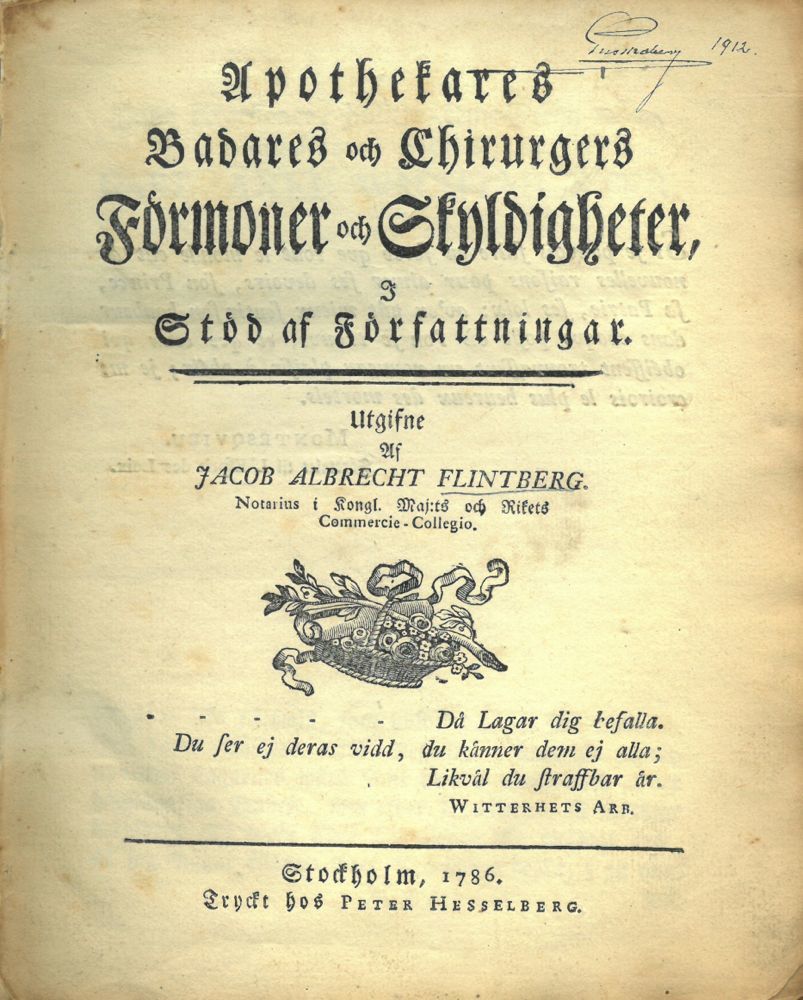 1912.
Apothekares
Badares och Chirurgers
Förmoner och Skyldigheter,
I
Stöd af Författningar.
Utgifne
Af
JACOB ALBRECHT FLINTBERG.
Notarius i Kongl. Maj:ts och Rikets
Commercie-Collegio.
- - - - - Då Lagar dig befalla.
Du ſer ej deras vidd, du känner dem ej alla;
Likväl du ſtraffbar är.
WITTERHETS ARB.
Stockholm, 1786.
Tryckt hos PETER HESSELBERG.